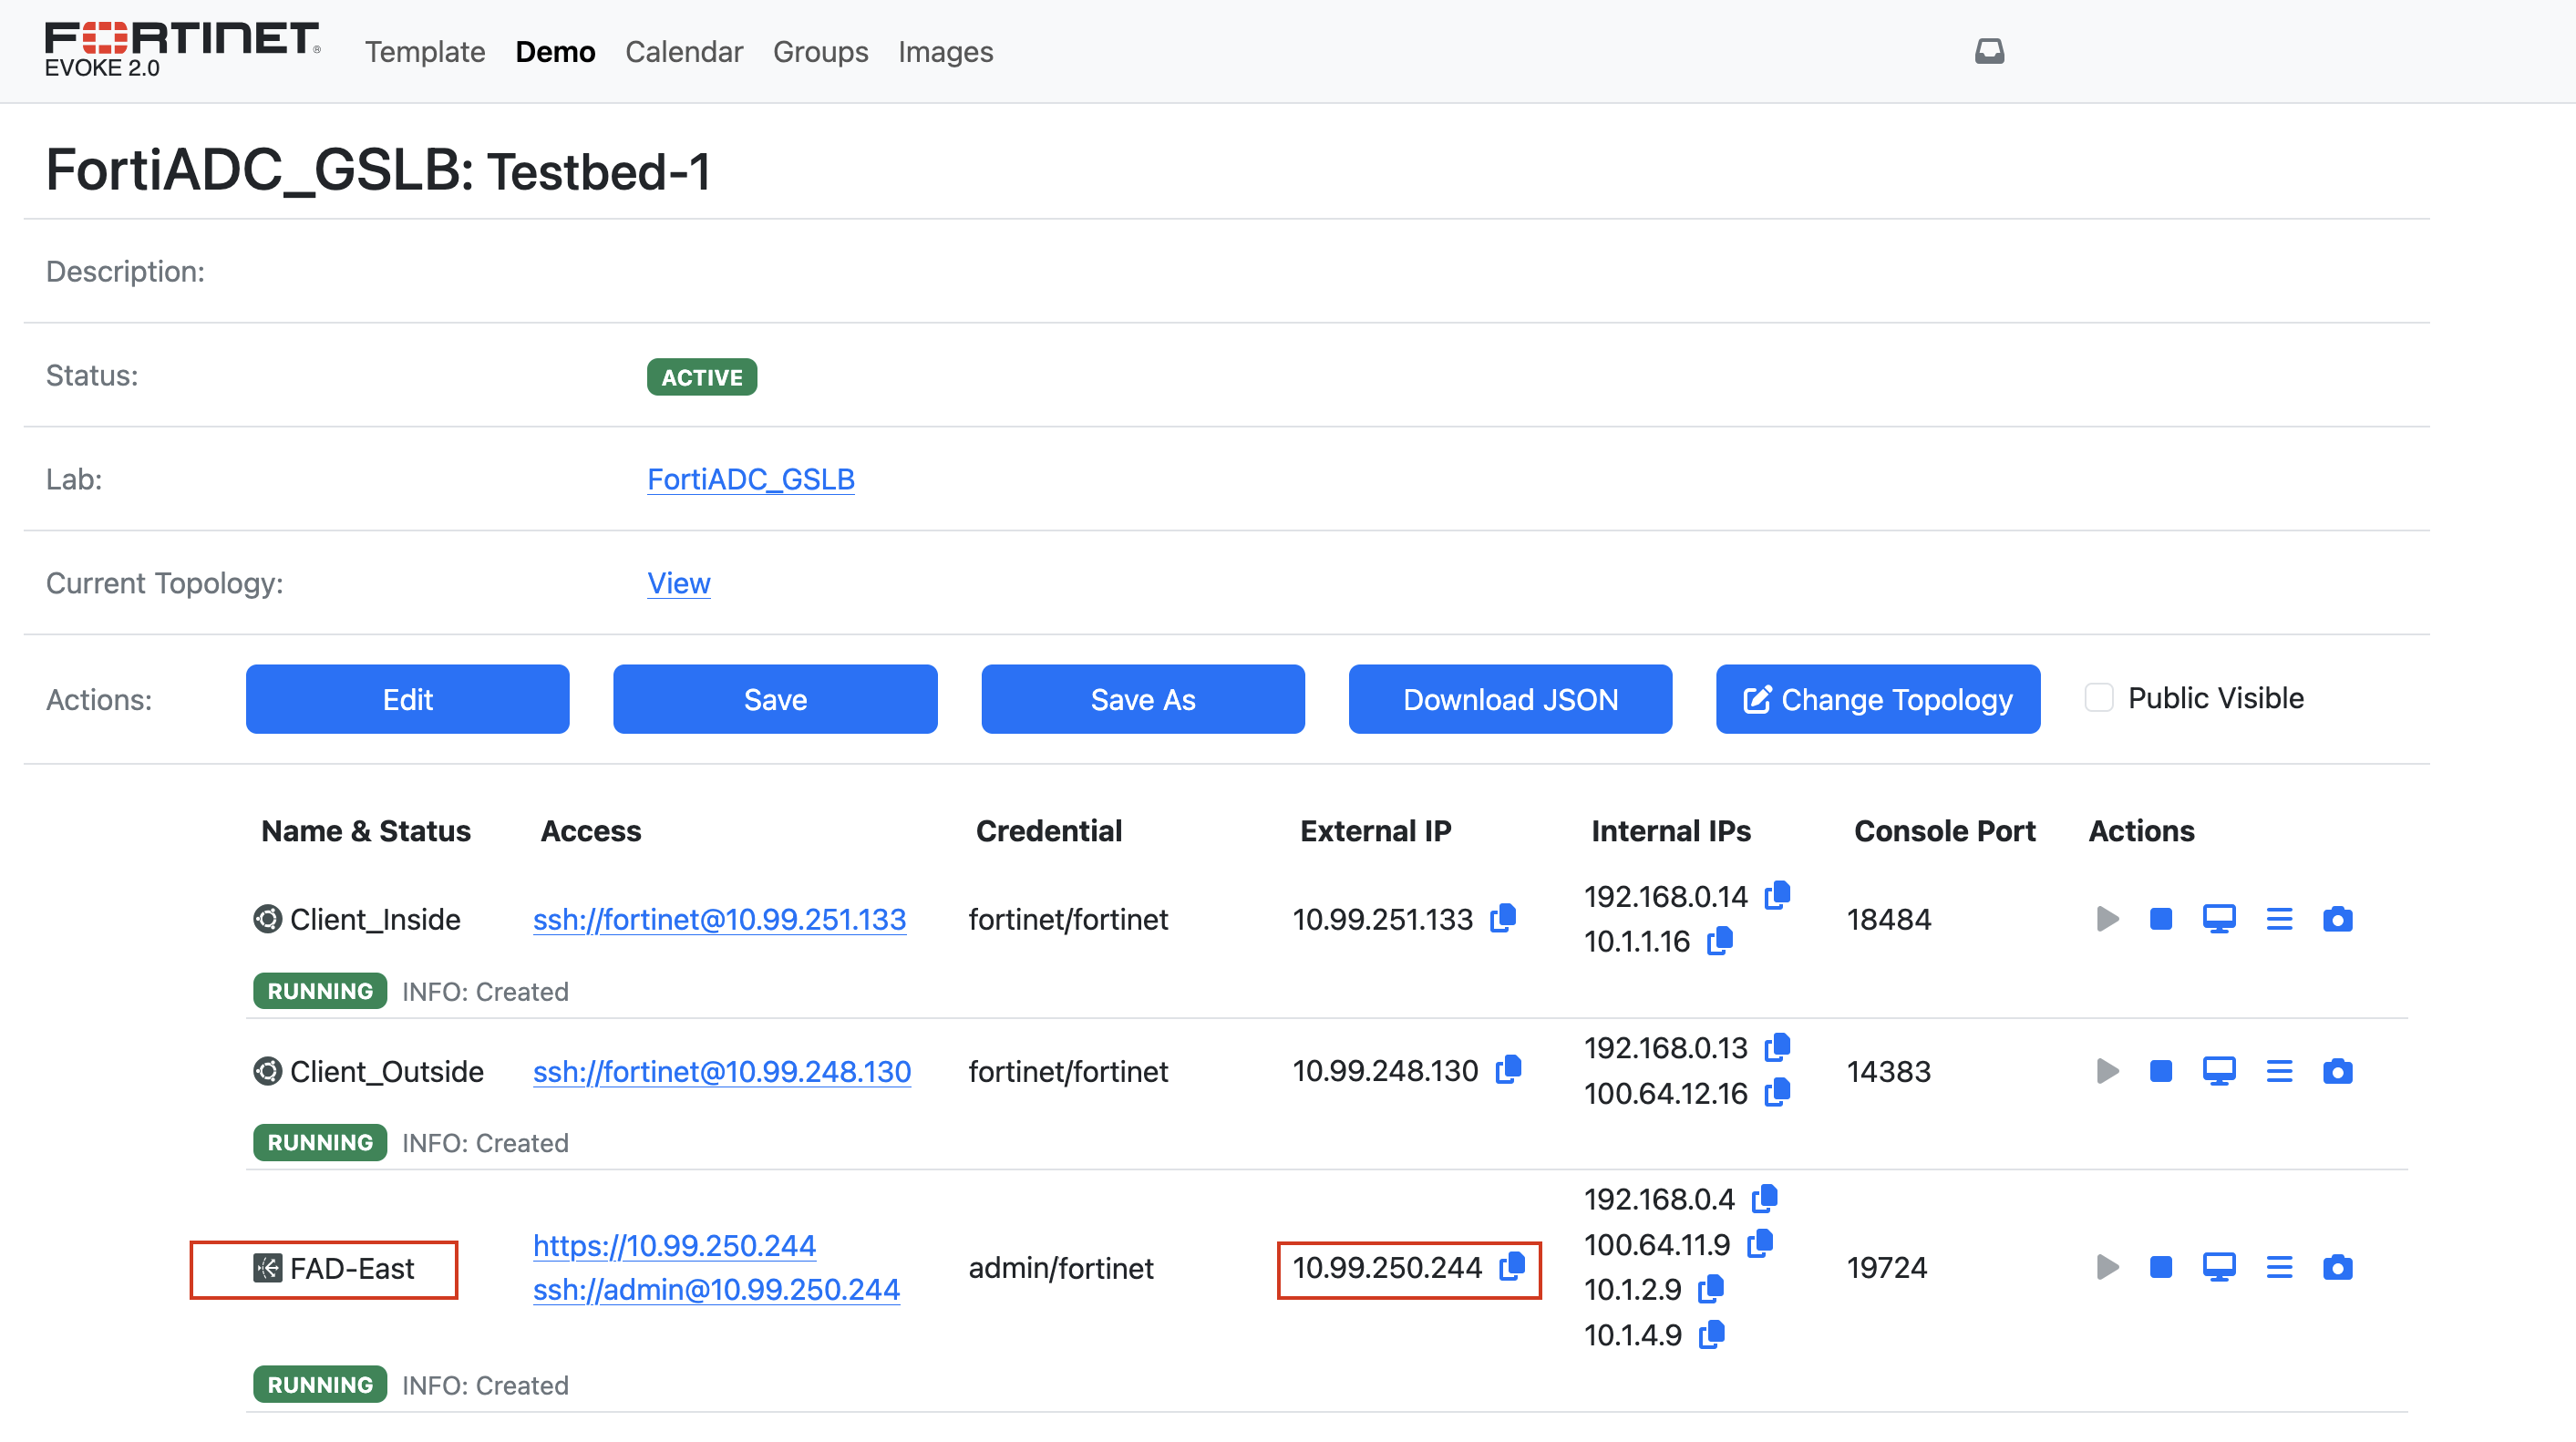 FORTINET®
EVOKE 2.0
Template Demo Calendar Groups Images
FortiADC_GSLB: Testbed-1
Description:
Status: ACTIVE
Lab: FortiADC_GSLB
Current Topology: View
Actions: Edit Save Save As Download JSON Change Topology Public Visible
Name & Status Access Credential External IP Internal IPs Console Port Actions
Client_Inside ssh://fortinet@10.99.251.133 fortinet/fortinet 10.99.251.133 192.168.0.14 18484
10.1.1.16
RUNNING INFO: Created
Client_Outside ssh://fortinet@10.99.248.130 fortinet/fortinet 10.99.248.130 192.168.0.13 14383
100.64.12.16
RUNNING INFO: Created
192.168.0.4
https://10.99.250.244 100.64.11.9
FAD-East admin/fortinet 10.99.250.244 19724
ssh://admin@10.99.250.244 10.1.2.9
10.1.4.9
RUNNING INFO: Created